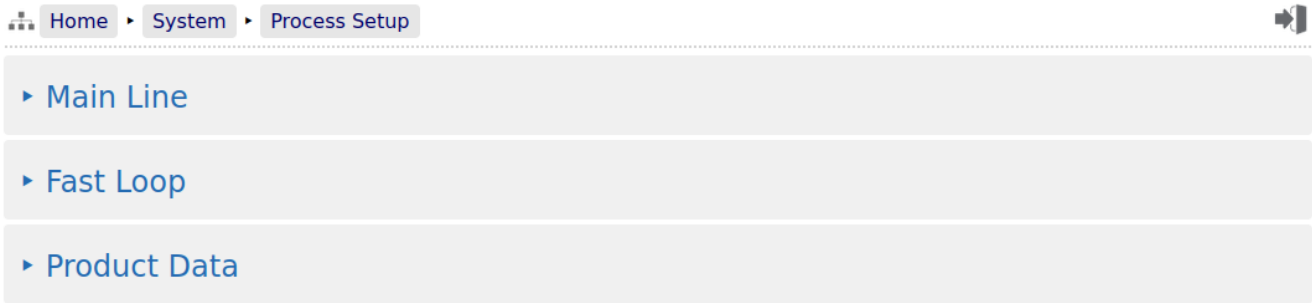 Home ‣ System ‣ Process Setup
‣ Main Line
‣ Fast Loop
‣ Product Data